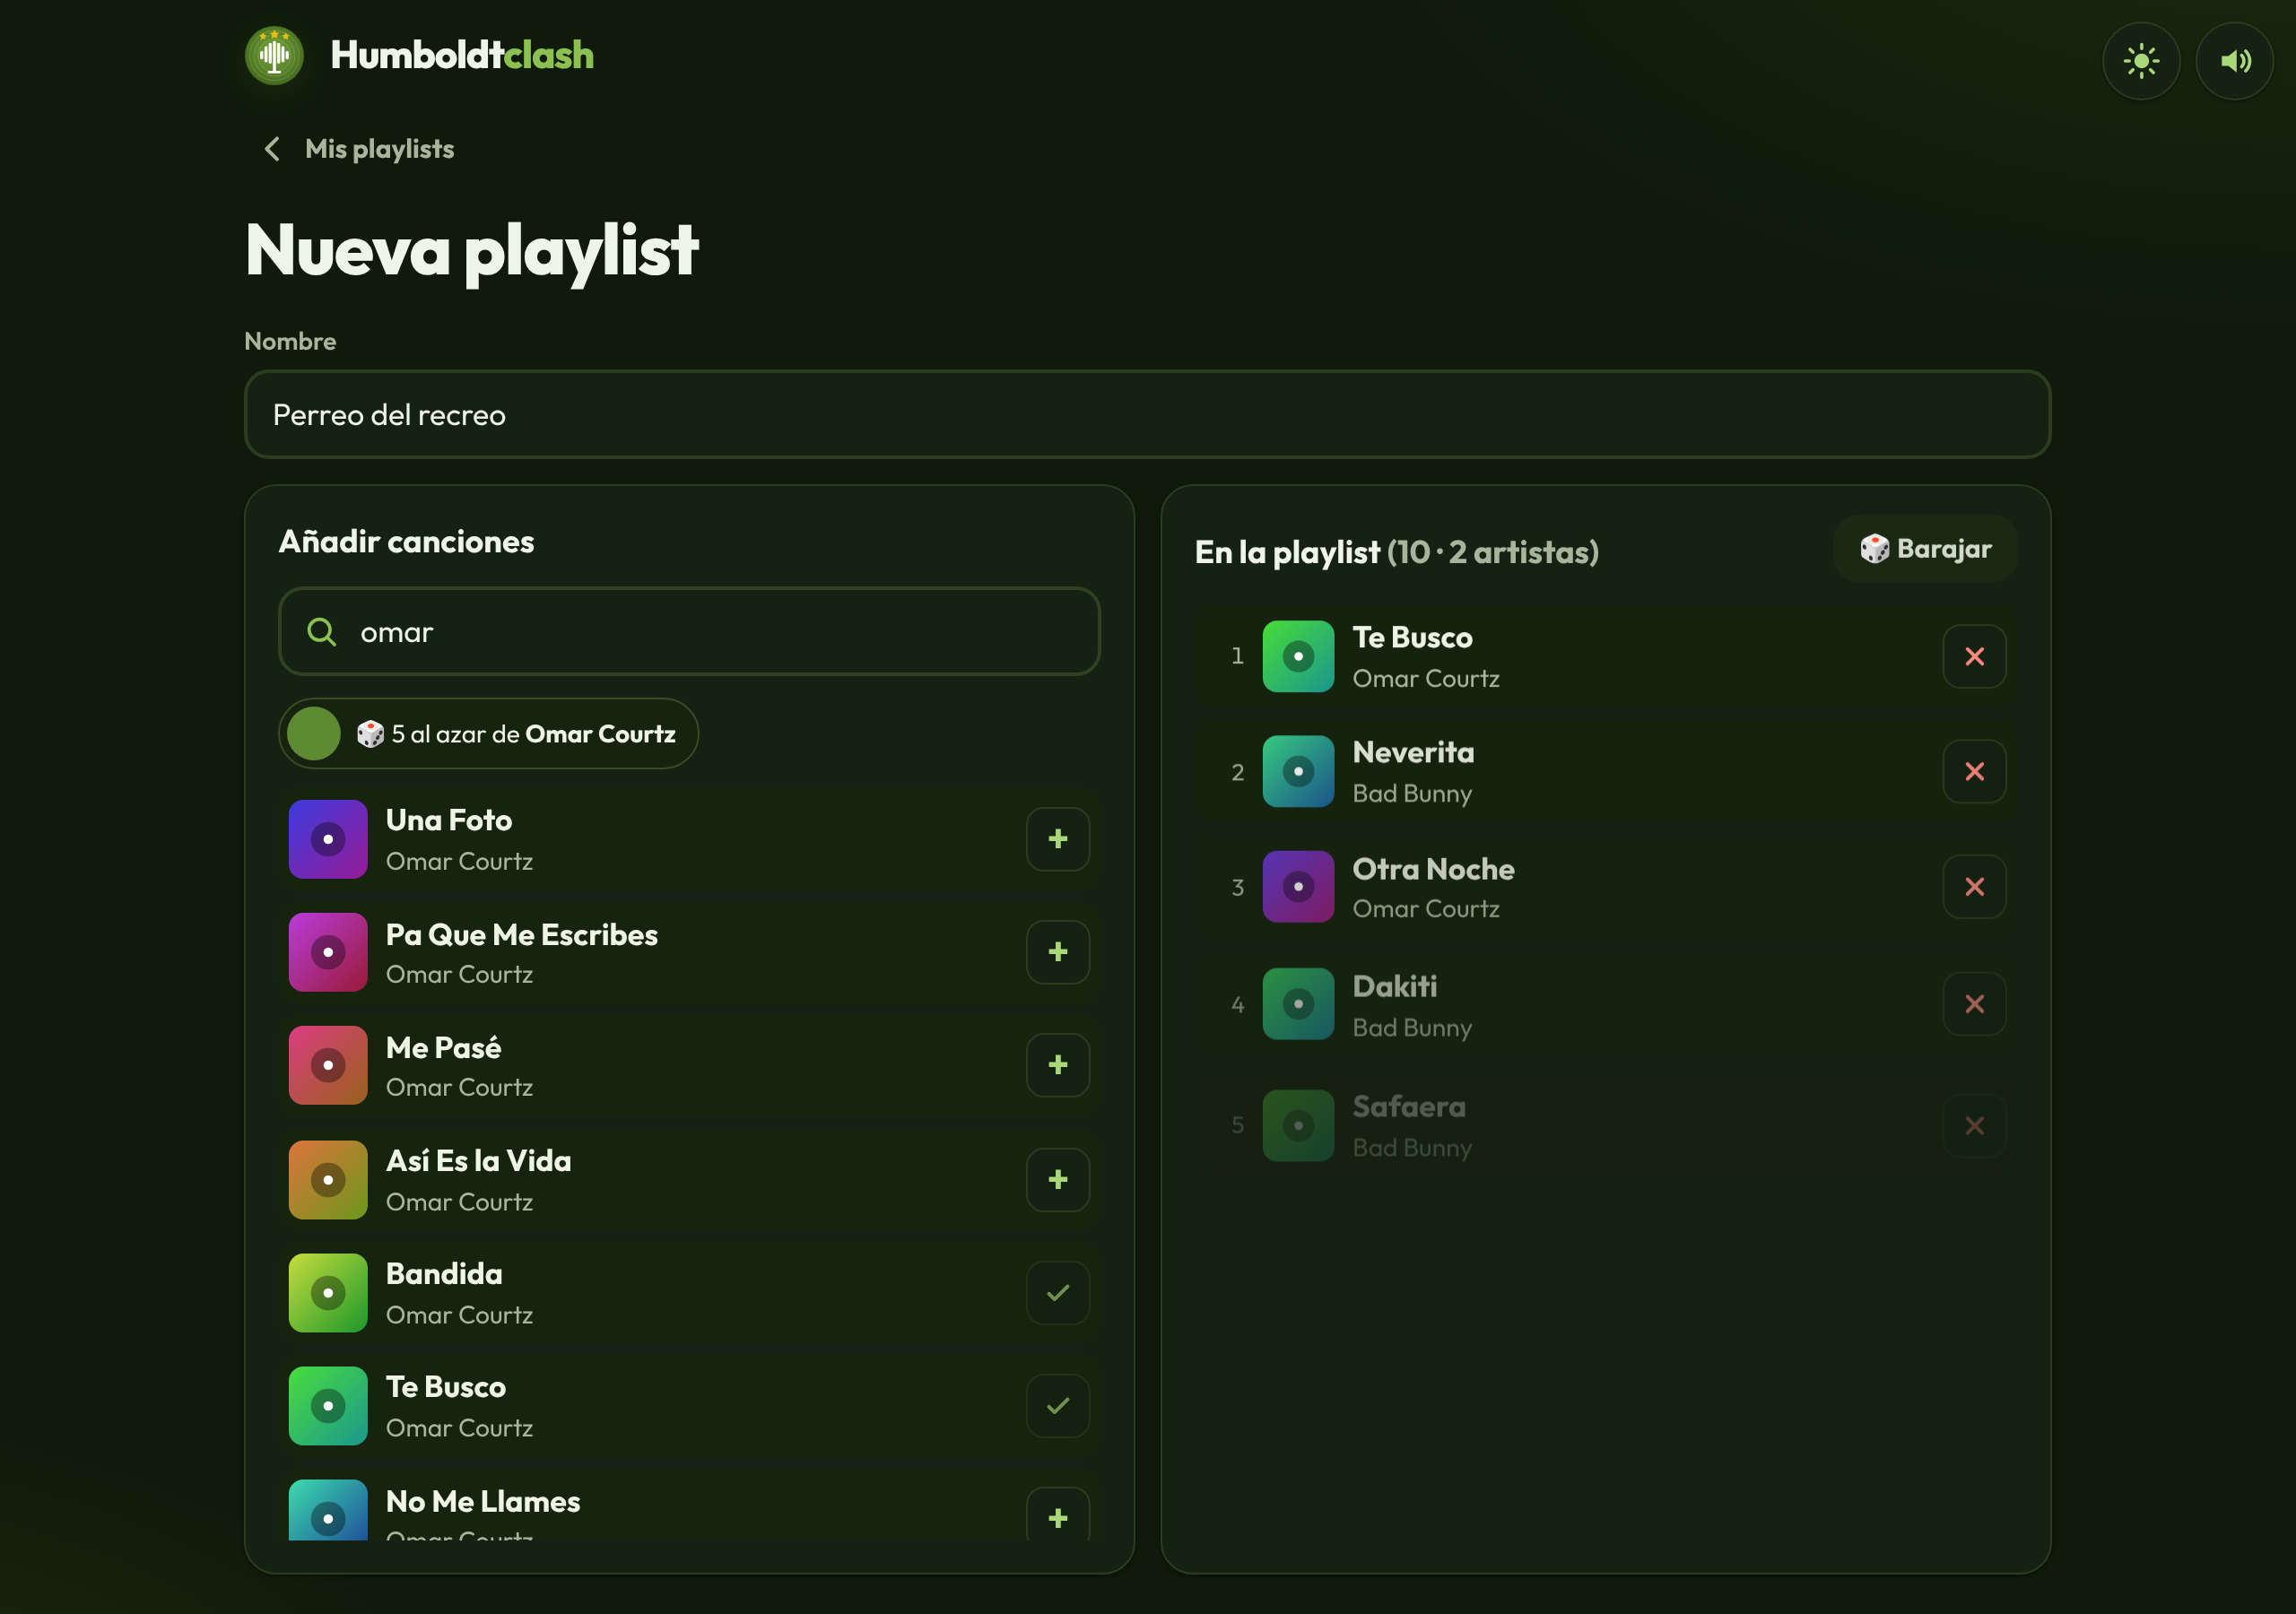 Humboldtclash
Mis playlists
Nueva playlist
Nombre
Perreo del recreo
Añadir canciones
omar
🎲 5 al azar de Omar Courtz
Una Foto
Omar Courtz
Pa Que Me Escribes
Omar Courtz
Me Pasé
Omar Courtz
Así Es la Vida
Omar Courtz
Bandida
Omar Courtz
Te Busco
Omar Courtz
No Me Llames
Omar Courtz
En la playlist (10 · 2 artistas)
🎲 Barajar
1
Te Busco
Omar Courtz
2
Neverita
Bad Bunny
3
Otra Noche
Omar Courtz
4
Dakiti
Bad Bunny
5
Safaera
Bad Bunny